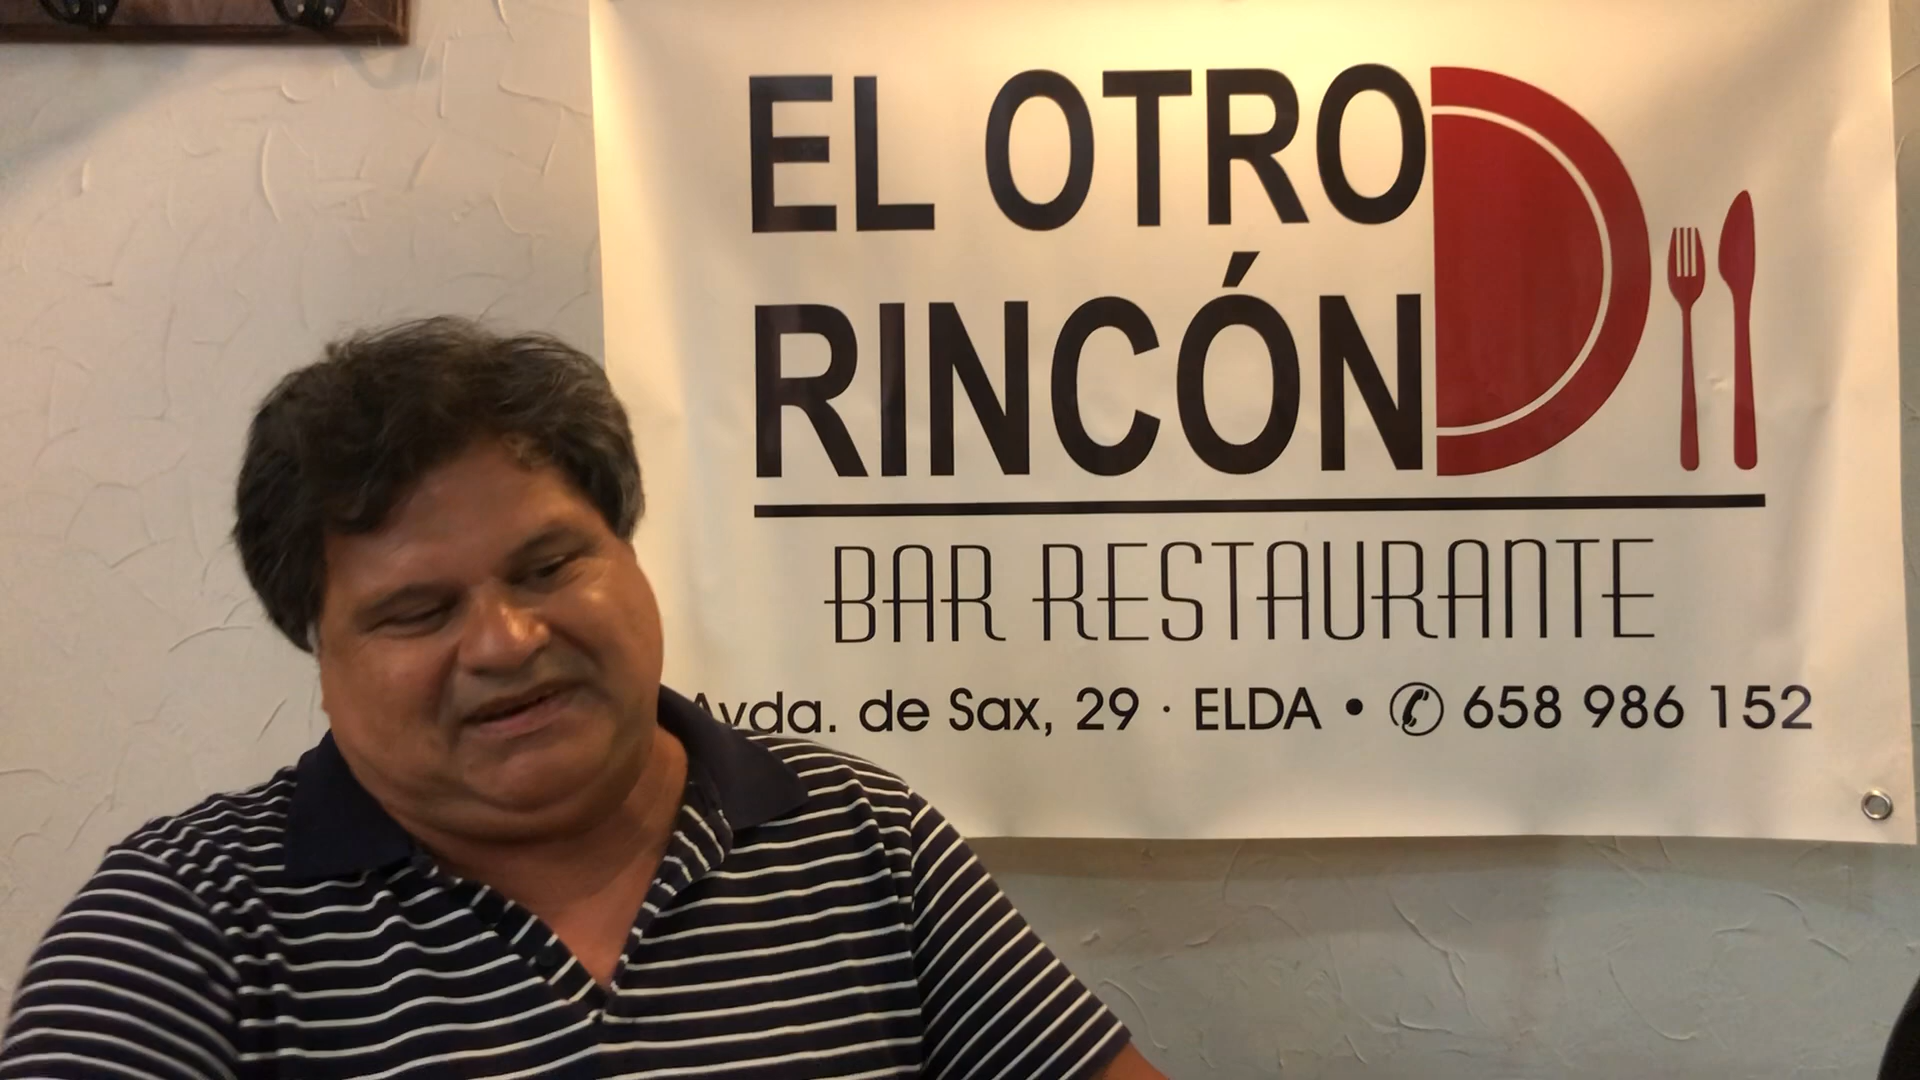 EL OTRO
RINCÓN
BAR RESTAURANTE
Avda. de Sax, 29 · ELDA • ✆ 658 986 152